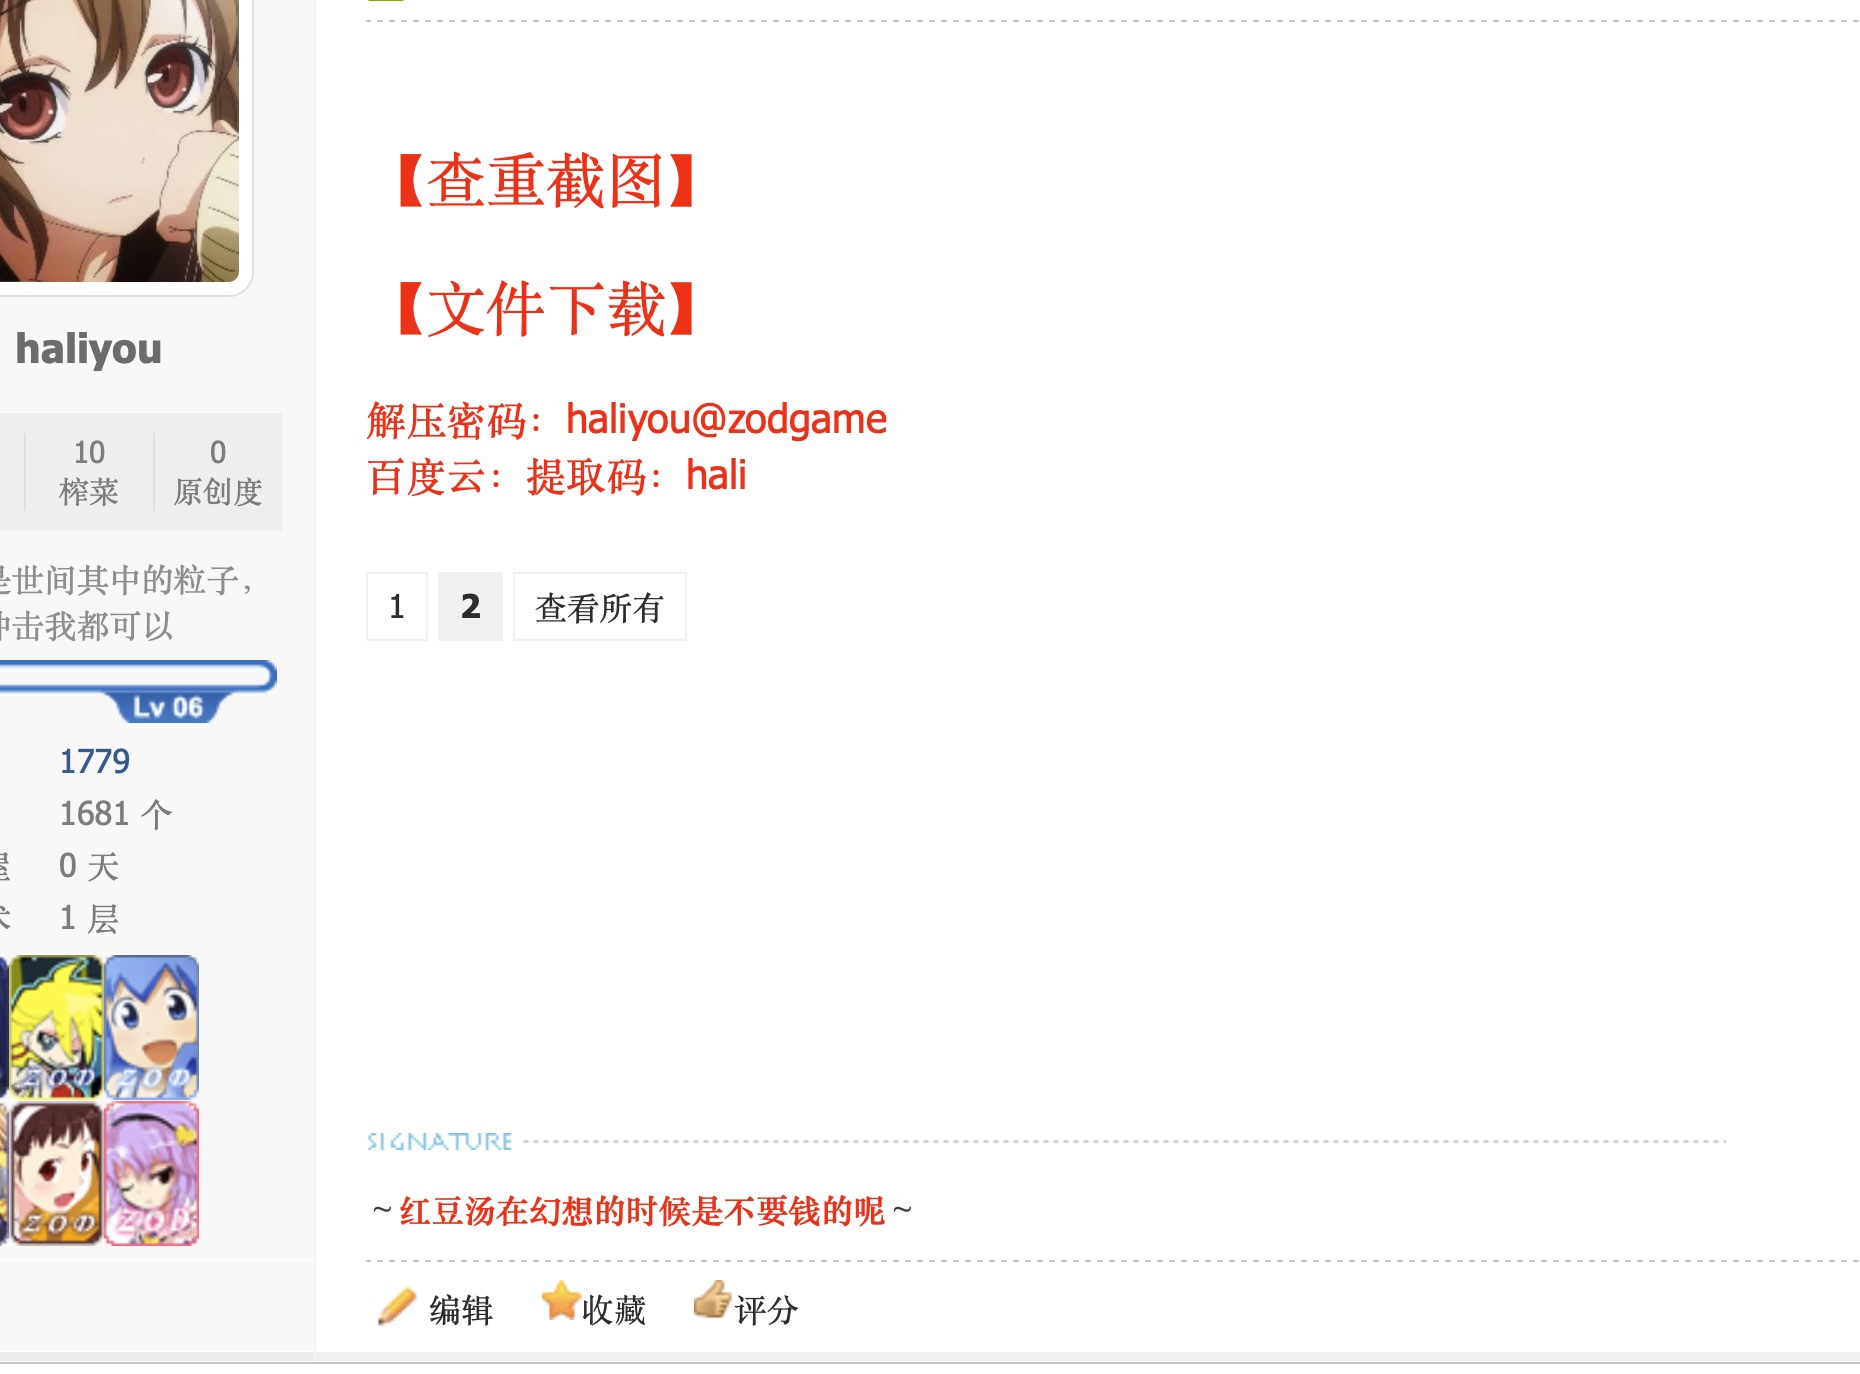 haliyou
10
榨菜
0
原创度
世间其中的粒子，
击我都可以
Lv 06
1779
1681 个
0 天
1 层
ZOD ZOD
ZOD ZOD
【查重截图】
【文件下载】
解压密码：haliyou@zodgame
百度云：提取码：hali
1 2 查看所有
SIGNATURE
~红豆汤在幻想的时候是不要钱的呢~
编辑 收藏 评分